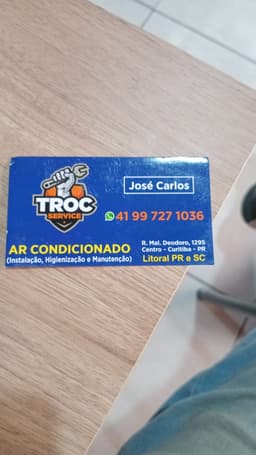 TROC
SERVICE
José Carlos
41 99 727 1036
AR CONDICIONADO
(Instalação, Higienização e Manutenção)
R. Mal. Deodoro, 1295
Centro - Curitiba - PR
Litoral PR e SC